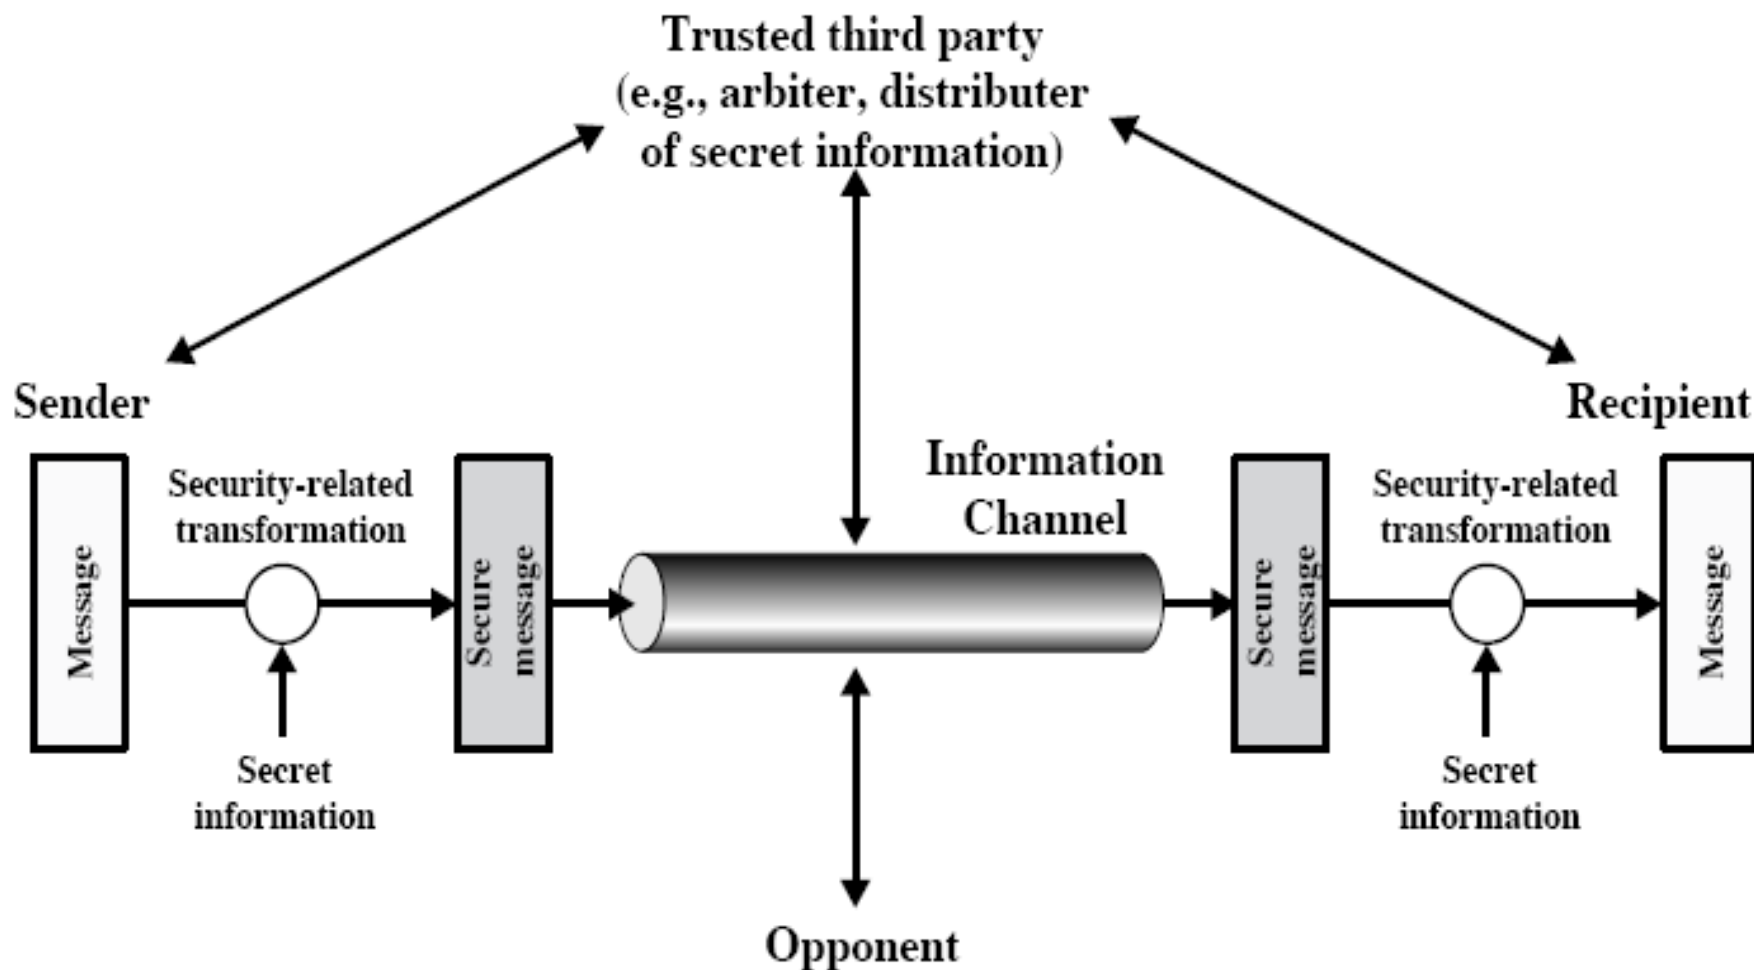 Trusted third party
(e.g., arbiter, distributer
of secret information)
Sender
Recipient
Information
Channel
Security-related
transformation
Security-related
transformation
Message
Secure
message
Secure
message
Message
Secret
information
Secret
information
Opponent